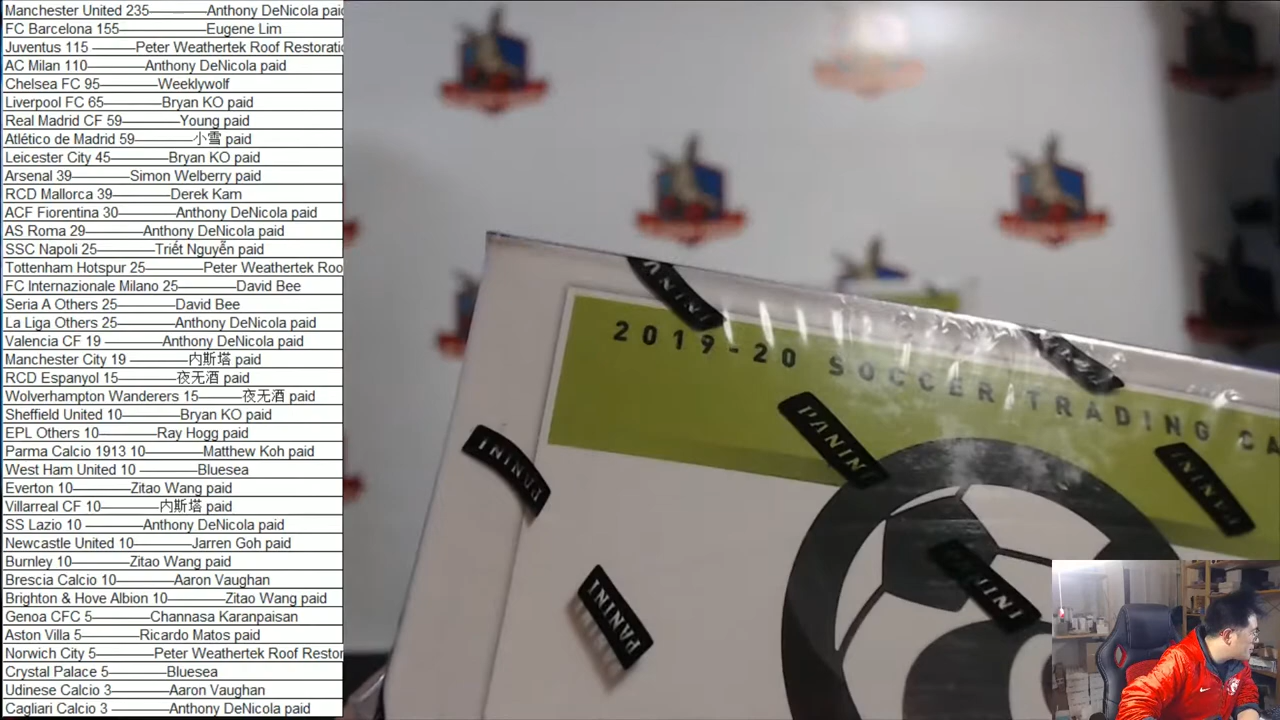 Manchester United 235————Anthony DeNicola paid
FC Barcelona 155————Eugene Lim
Juventus 115 ———Peter Weathertek Roof Restorati
AC Milan 110————Anthony DeNicola paid
Chelsea FC 95————Weeklywolf
Liverpool FC 65————Bryan KO paid
Real Madrid CF 59————Young paid
Atlético de Madrid 59————小雪 paid
Leicester City 45————Bryan KO paid
Arsenal 39————Simon Welberry paid
RCD Mallorca 39————Derek Kam
ACF Fiorentina 30————Anthony DeNicola paid
AS Roma 29————Anthony DeNicola paid
SSC Napoli 25————Triết Nguyễn paid
Tottenham Hotspur 25————Peter Weathertek Roo
FC Internazionale Milano 25————David Bee
Seria A Others 25————David Bee
La Liga Others 25————Anthony DeNicola paid
Valencia CF 19 ————Anthony DeNicola paid
Manchester City 19 ————内斯塔 paid
RCD Espanyol 15————夜无酒 paid
Wolverhampton Wanderers 15———夜无酒 paid
Sheffield United 10————Bryan KO paid
EPL Others 10————Ray Hogg paid
Parma Calcio 1913 10————Matthew Koh paid
West Ham United 10 ————Bluesea
Everton 10————Zitao Wang paid
Villarreal CF 10————内斯塔 paid
SS Lazio 10 ————Anthony DeNicola paid
Newcastle United 10————Jarren Goh paid
Burnley 10————Zitao Wang paid
Brescia Calcio 10————Aaron Vaughan
Brighton & Hove Albion 10————Zitao Wang paid
Genoa CFC 5————Channasa Karanpaisan
Aston Villa 5————Ricardo Matos paid
Norwich City 5————Peter Weathertek Roof Restor
Crystal Palace 5————Bluesea
Udinese Calcio 3 ————Aaron Vaughan
Cagliari Calcio 3 ————Anthony DeNicola paid
2019-20 SOCCER TRADING CA
PANINI
PANINI
PANINI
PANINI
PANINI
PANINI